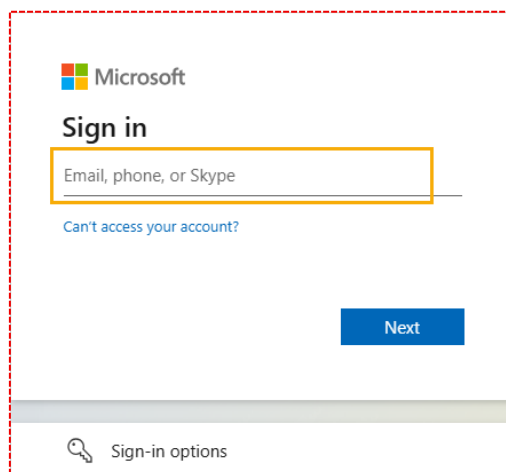 Microsoft
Sign in
Email, phone, or Skype
Can't access your account?
Next
Sign-in options